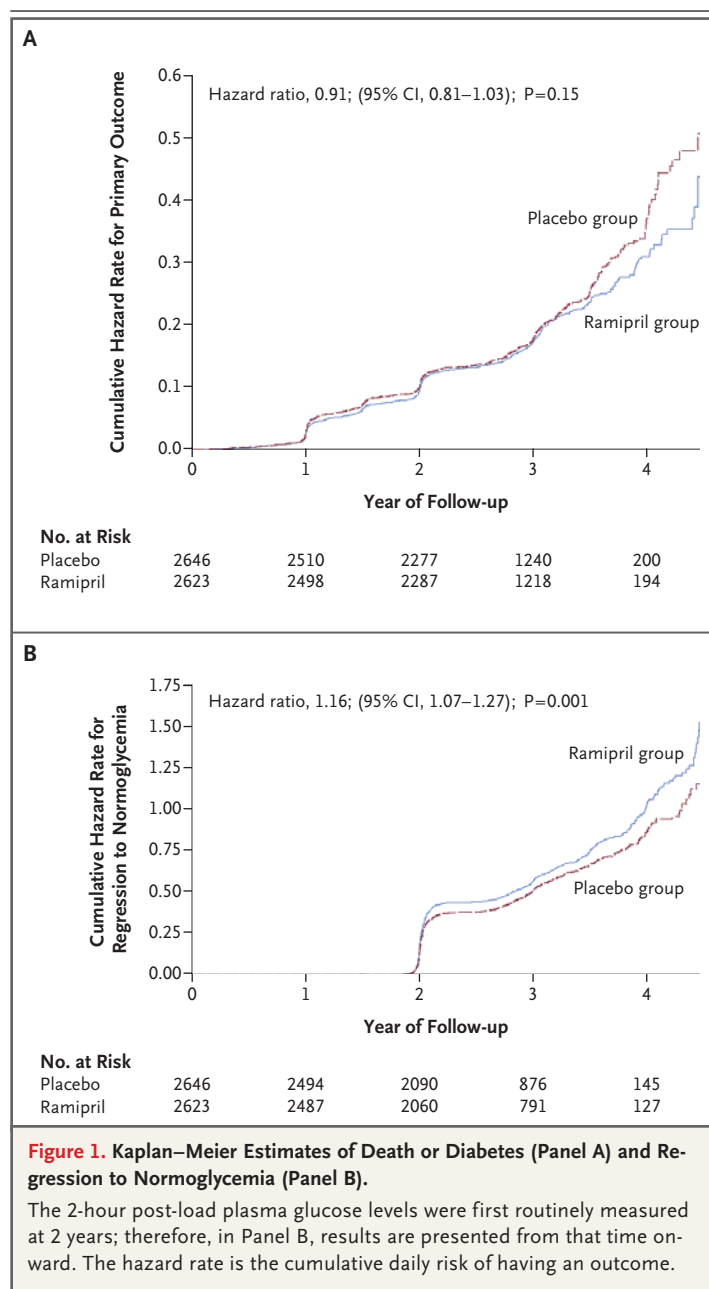 A
Cumulative Hazard Rate for Primary Outcome
0.6
0.5
0.4
0.3
0.2
0.1
0.0
Hazard ratio, 0.91; (95% CI, 0.81–1.03); P=0.15
Placebo group
Ramipril group
0 1 2 3 4
Year of Follow-up
No. at Risk
Placebo 2646 2510 2277 1240 200
Ramipril 2623 2498 2287 1218 194
B
Cumulative Hazard Rate for
Regression to Normoglycemia
1.75
1.50
1.25
1.00
0.75
0.50
0.25
0.00
Hazard ratio, 1.16; (95% CI, 1.07–1.27); P=0.001
Ramipril group
Placebo group
0 1 2 3 4
Year of Follow-up
No. at Risk
Placebo 2646 2494 2090 876 145
Ramipril 2623 2487 2060 791 127
Figure 1. Kaplan–Meier Estimates of Death or Diabetes (Panel A) and Re-
gression to Normoglycemia (Panel B).
The 2-hour post-load plasma glucose levels were first routinely measured
at 2 years; therefore, in Panel B, results are presented from that time on-
ward. The hazard rate is the cumulative daily risk of having an outcome.